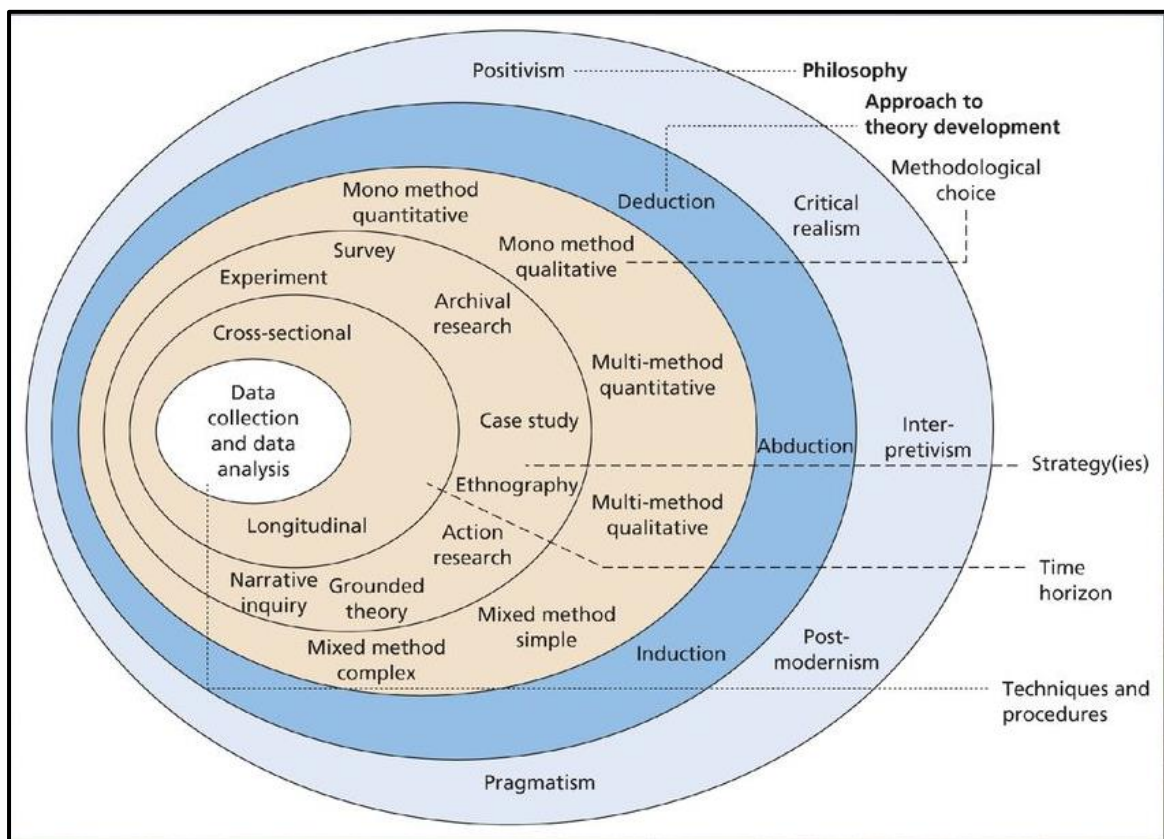 Positivism
Philosophy
Approach to
theory development
Methodological
choice
Mono method
quantitative
Deduction
Critical
realism
Survey
Mono method
qualitative
Experiment
Archival
research
Cross-sectional
Multi-method
quantitative
Data
collection
and data
analysis
Case study
Abduction
Inter-
pretivism
Strategy(ies)
Ethnography
Multi-method
qualitative
Longitudinal
Action
research
Time
horizon
Narrative
inquiry
Grounded
theory
Mixed method
simple
Mixed method
complex
Induction
Post-
modernism
Techniques and
procedures
Pragmatism